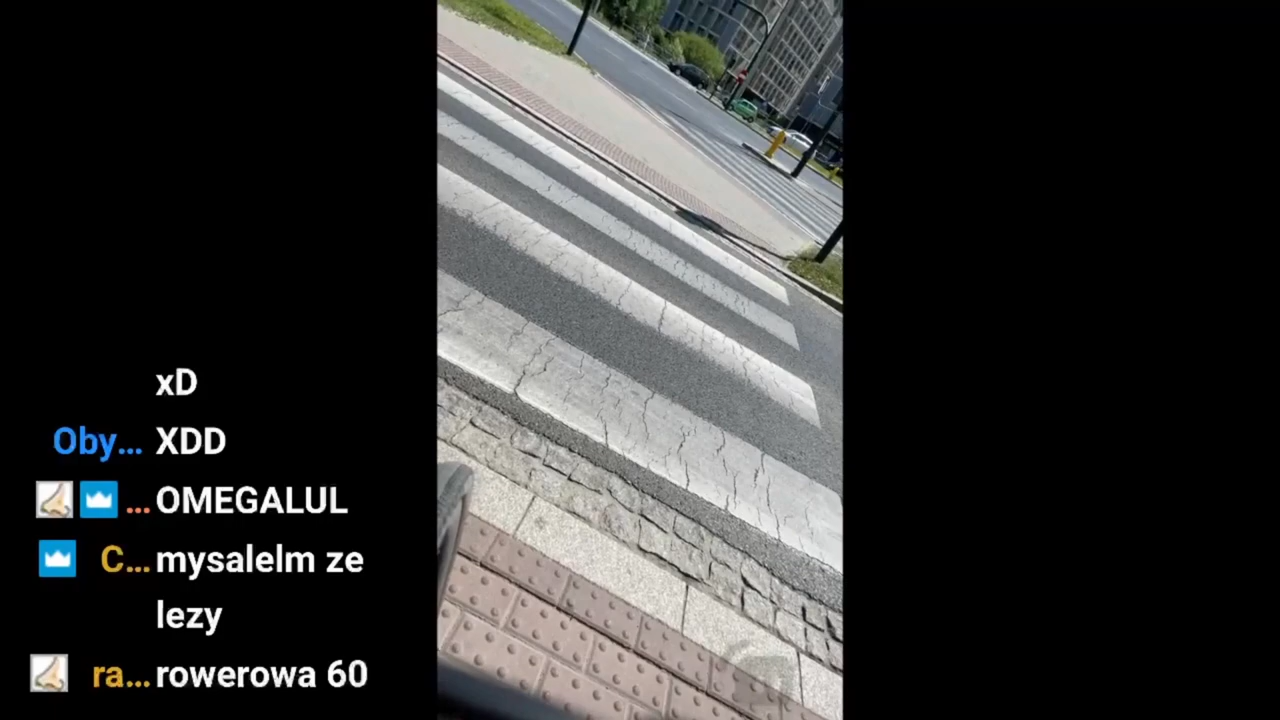 xD
Oby... XDD
... OMEGALUL
C... mysalelm ze
lezy
ra... rowerowa 60